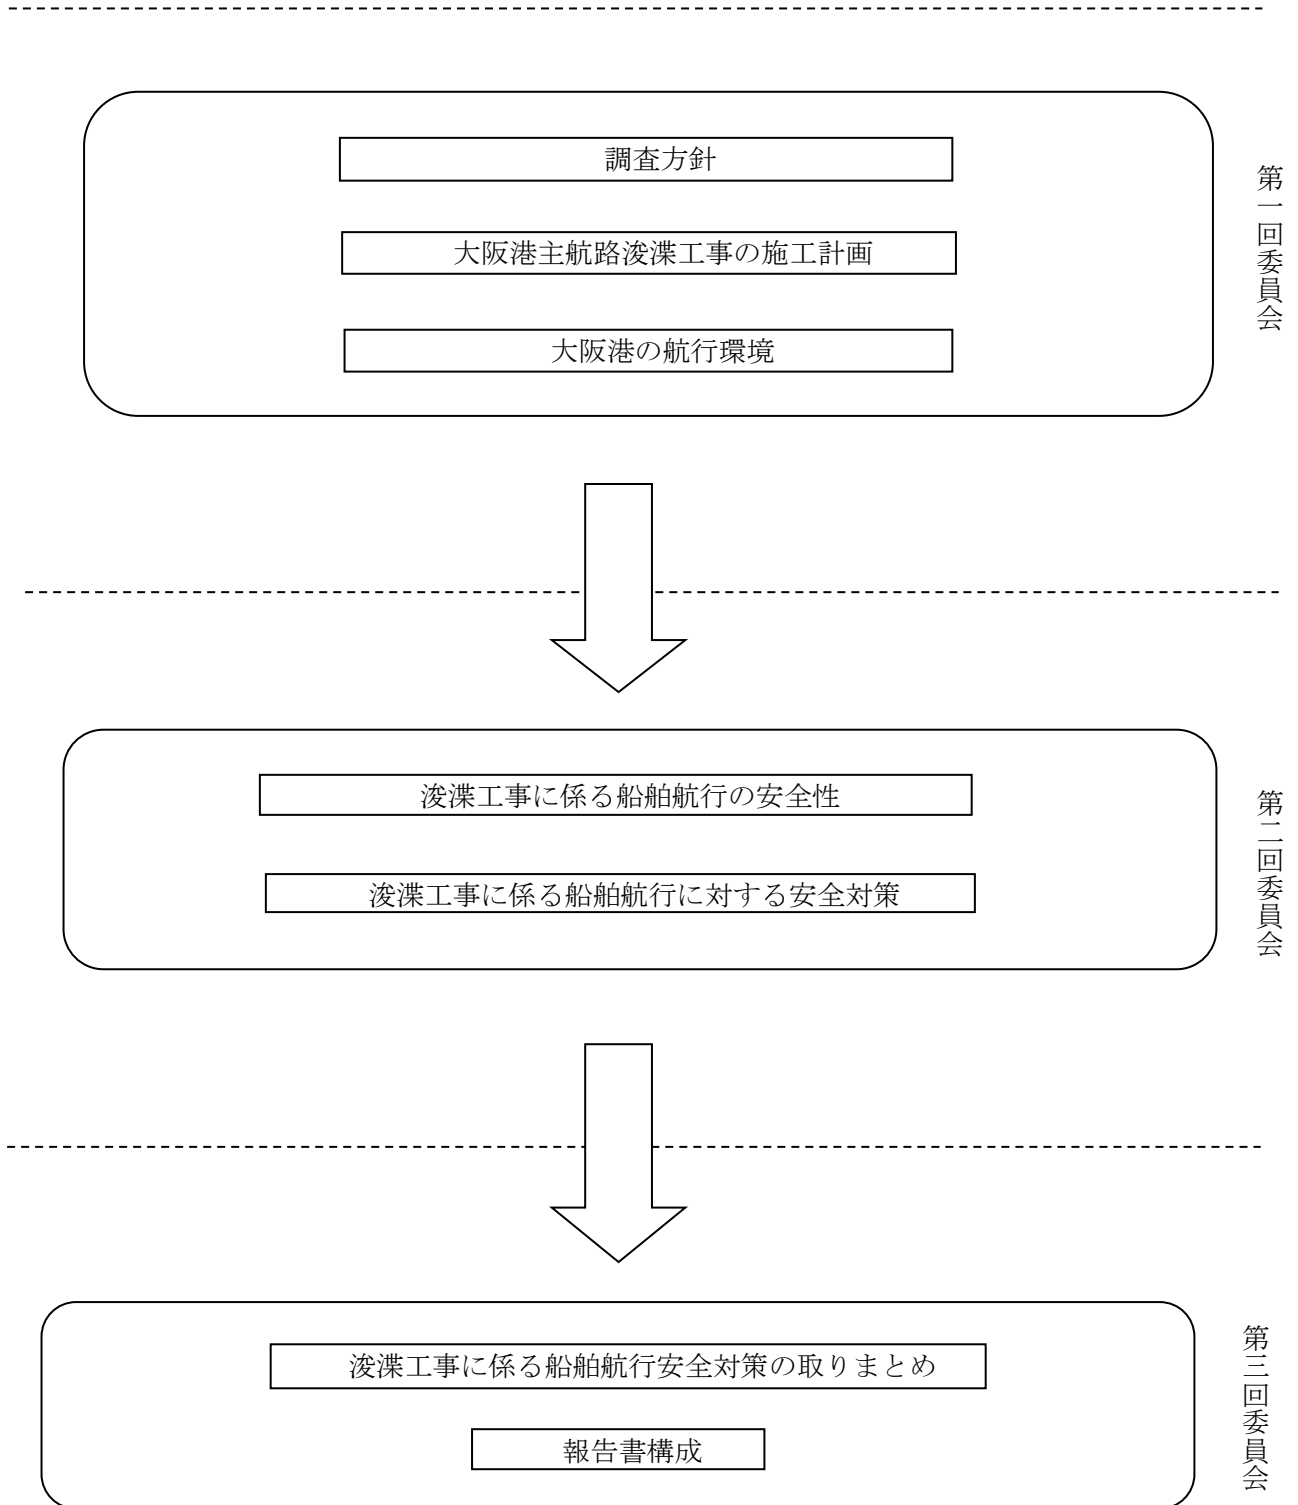 調査方針
大阪港主航路浚渫工事の施工計画
大阪港の航行環境
第一回委員会
浚渫工事に係る船舶航行の安全性
浚渫工事に係る船舶航行に対する安全対策
第二回委員会
浚渫工事に係る船舶航行安全対策の取りまとめ
報告書構成
第三回委員会